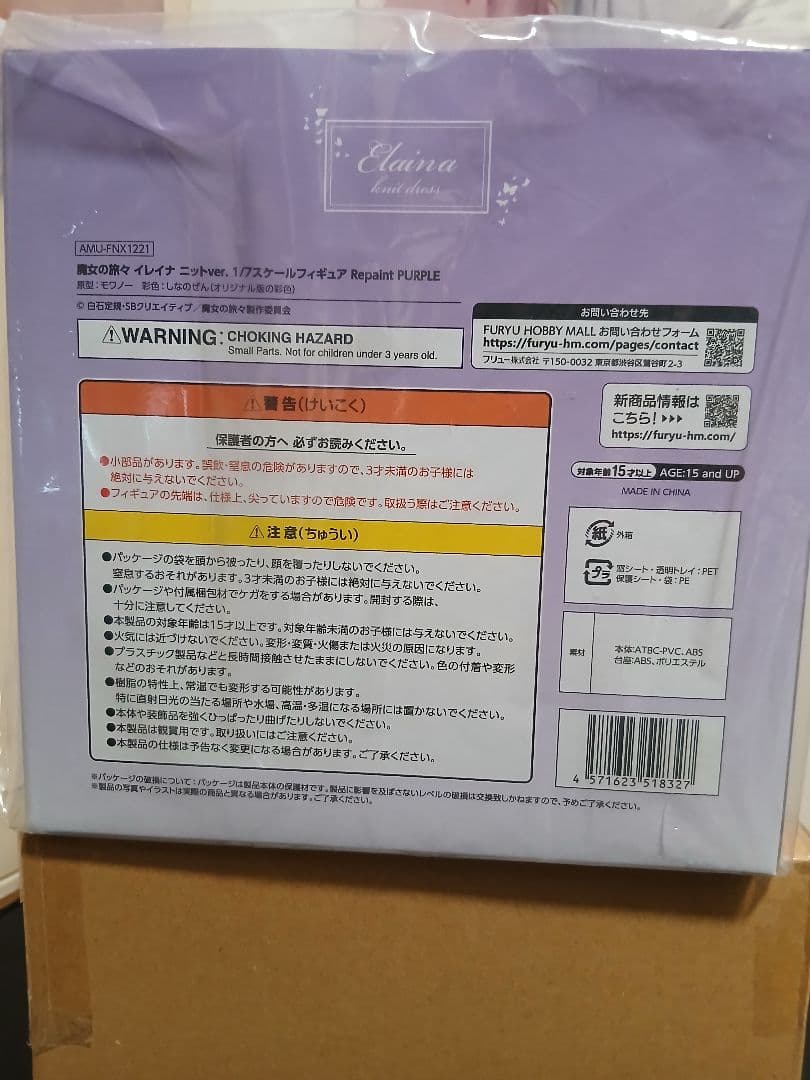 Elaina
knit dress
AMU-FNX1221
魔女の旅々 イレイナ ニットver. 1/7スケールフィギュア Repaint PURPLE
原型：モワノー 彩色：しなのぜん(オリジナル版の彩色)
© 白石定規・SBクリエイティブ／魔女の旅々製作委員会
⚠WARNING: CHOKING HAZARD
Small Parts. Not for children under 3 years old.
お問い合わせ先
FURYU HOBBY MALL お問い合わせフォーム
https://furyu-hm.com/pages/contact
フリュー株式会社 〒150-0032 東京都渋谷区鶯谷町2-3
新商品情報は
こちら！▶▶▶
https://furyu-hm.com/
対象年齢15才以上 AGE:15 and UP
MADE IN CHINA
紙 外箱
プラ 窓シート・透明トレイ：PET
保護シート・袋：PE
素材
本体：ATBC-PVC、ABS
台座：ABS、ポリエステル
4 571623 518327
⚠警告(けいこく)
保護者の方へ 必ずお読みください。
●小部品があります。誤飲・窒息の危険がありますので、3才未満のお子様には
絶対に与えないでください。
●フィギュアの先端は、仕様上、尖っていますので危険です。取扱う際はご注意ください。
⚠注意(ちゅうい)
●パッケージの袋を頭から被ったり、顔を覆ったりしないでください。
窒息するおそれがあります。3才未満のお子様には絶対に与えないでください。
●パッケージや付属梱包材でケガをする場合があります。開封する際は、
十分に注意してください。
●本製品の対象年齢は15才以上です。対象年齢未満のお子様には与えないでください。
●火気には近づけないでください。変形・変質・火傷または火災の原因になります。
●プラスチック製品などと長時間接触させたままにしないでください。色の付着や変形
などのおそれがあります。
●樹脂の特性上、常温でも変形する可能性があります。
特に直射日光の当たる場所や水場、高温・多湿になる場所には置かないでください。
●本体や装飾品を強くひっぱったり曲げたりしないでください。
●本製品は観賞用です。取り扱いにはご注意ください。
●本製品の仕様は予告なく変更になる場合があります。ご了承ください。
※パッケージの破損について：パッケージは製品本体の保護材です。製品に影響を及ぼさないレベルの破損は交換致しかねますので、予めご了承ください。
※製品の写真やイラストは実際の商品と異なる場合があります。ご了承ください。